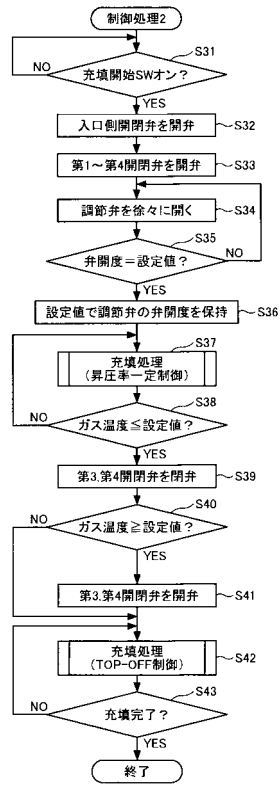 制御処理2
S31
NO
充填開始SWオン？
YES
入口側開閉弁を開弁
S32
第1～第4開閉弁を開弁
S33
調節弁を徐々に開く
S34
S35
弁開度＝設定値？
NO
YES
設定値で調節弁の弁開度を保持
S36
S37
充填処理
(昇圧率一定制御)
S38
NO
ガス温度≦設定値？
YES
第3,第4開閉弁を閉弁
S39
S40
NO
ガス温度≧設定値？
YES
第3,第4開閉弁を開弁
S41
充填処理
(TOP-OFF制御)
S42
S43
NO
充填完了？
YES
終了